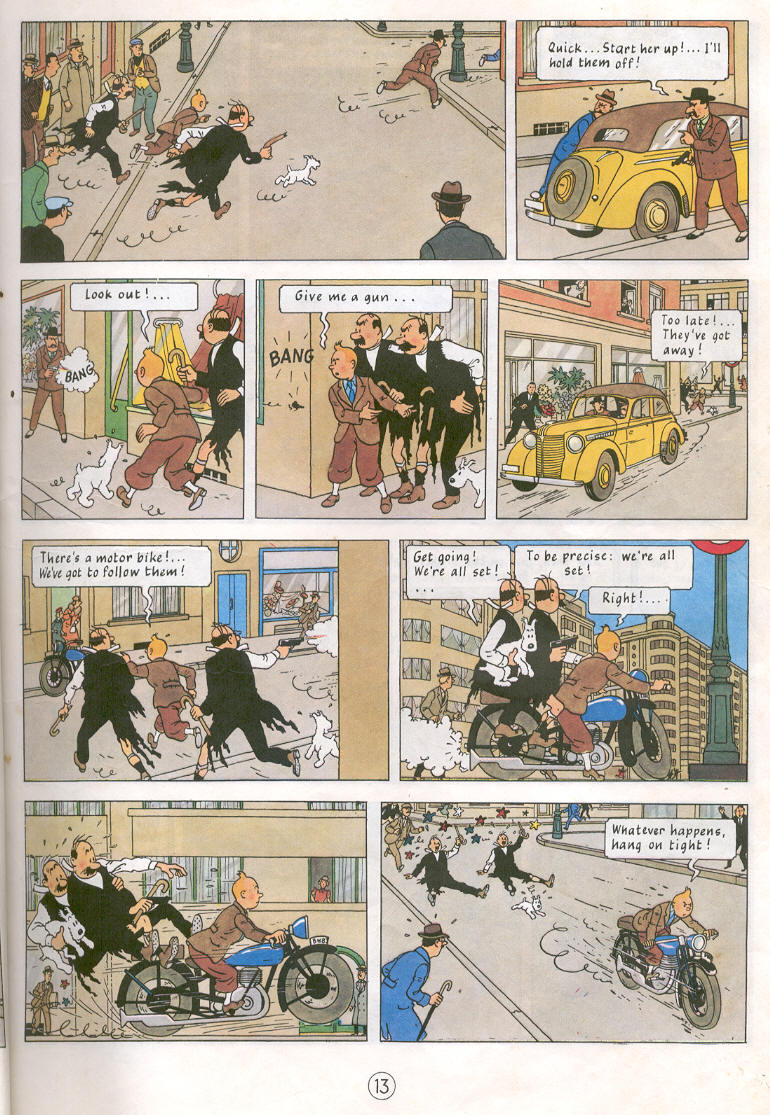 Quick...Start her up!...I'll
hold them off!
Look out!...
BANG
Give me a gun...
BANG
Too late!...
They've got
away!
There's a motor bike!...
We've got to follow them!
Get going!
We're all set!
...
To be precise: we're all
set!
Right!...
Whatever happens,
hang on tight!
13